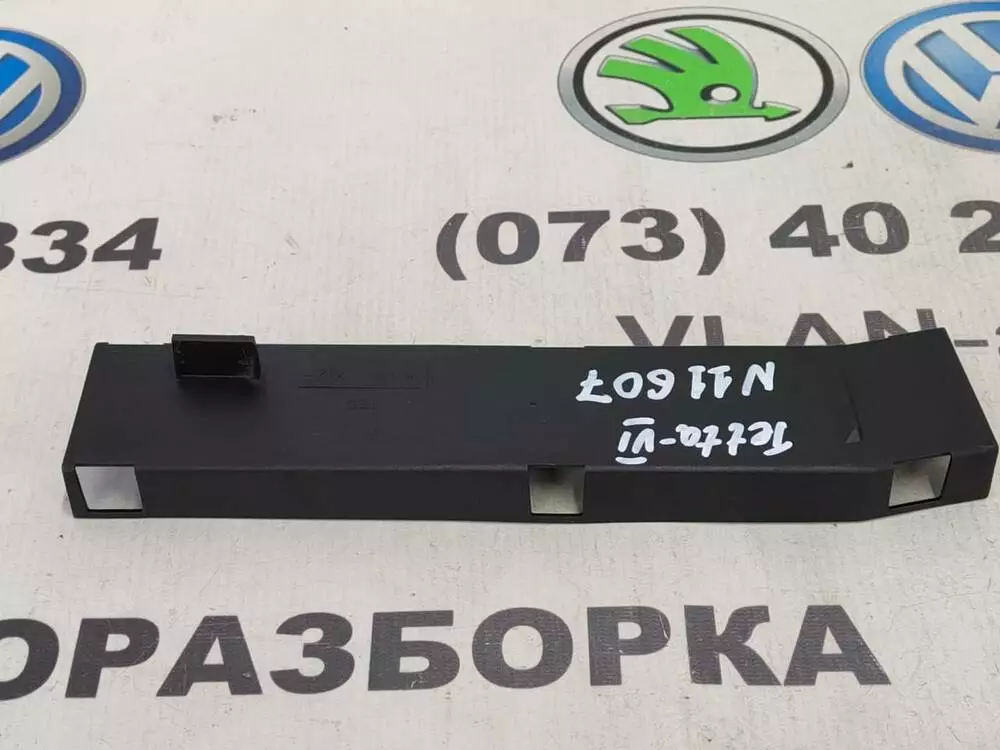 334
(073) 40 2
VLAN-
Jetta-VI
N11607
ОРАЗБОРКА